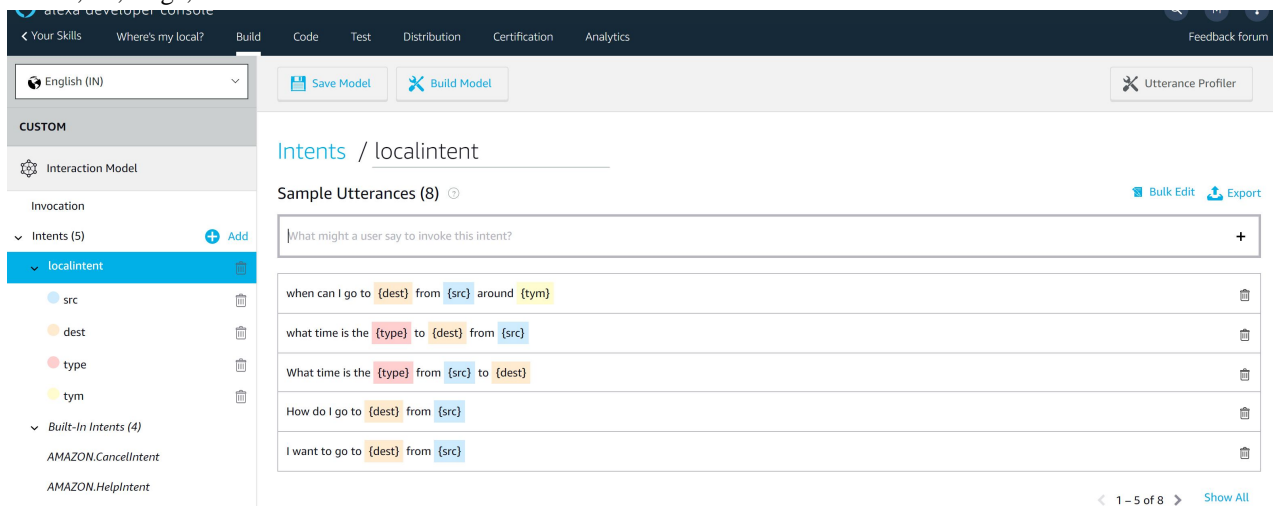 alexa developer console
Your Skills Where's my local? Build Code Test Distribution Certification Analytics Feedback forum
English (IN) Save Model Build Model Utterance Profiler
CUSTOM
Interaction Model
Invocation
Intents (5) Add
localintent
src
dest
type
tym
Built-In Intents (4)
AMAZON.CancelIntent
AMAZON.HelpIntent
Intents / localintent
Sample Utterances (8) Bulk Edit Export
What might a user say to invoke this intent?
when can I go to {dest} from {src} around {tym}
what time is the {type} to {dest} from {src}
What time is the {type} from {src} to {dest}
How do I go to {dest} from {src}
I want to go to {dest} from {src}
1 – 5 of 8 Show All